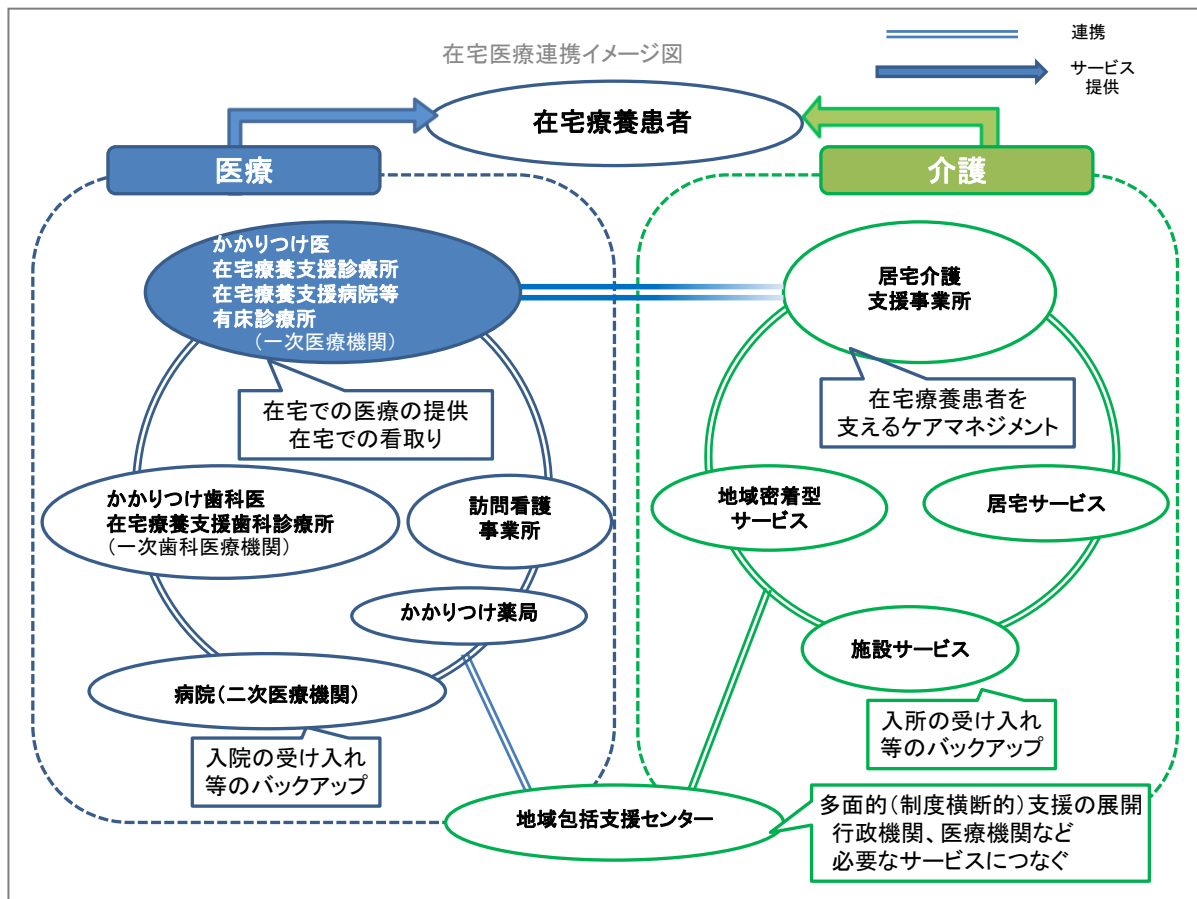 在宅医療連携イメージ図
連携
サービス
提供
在宅療養患者
医療
介護
かかりつけ医
在宅療養支援診療所
在宅療養支援病院等
有床診療所
（一次医療機関）
居宅介護
支援事業所
在宅での医療の提供
在宅での看取り
在宅療養患者を
支えるケアマネジメント
かかりつけ歯科医
在宅療養支援歯科診療所
（一次歯科医療機関）
訪問看護
事業所
地域密着型
サービス
居宅サービス
かかりつけ薬局
施設サービス
病院（二次医療機関）
入院の受け入れ
等のバックアップ
入所の受け入れ
等のバックアップ
地域包括支援センター
多面的（制度横断的）支援の展開
行政機関、医療機関など
必要なサービスにつなぐ